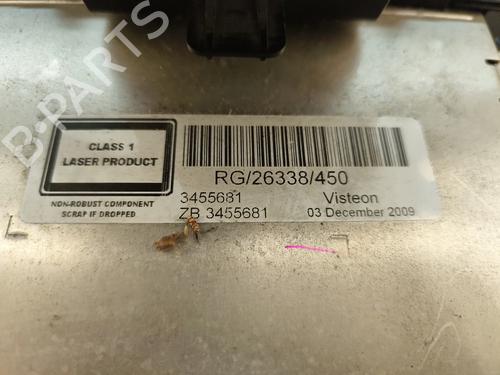 B-PARTS
CLASS 1
LASER PRODUCT
NON-ROBUST COMPONENT
SCRAP IF DROPPED
RG/26338/450
3455681
Visteon
ZB 3455681
03 December 2009